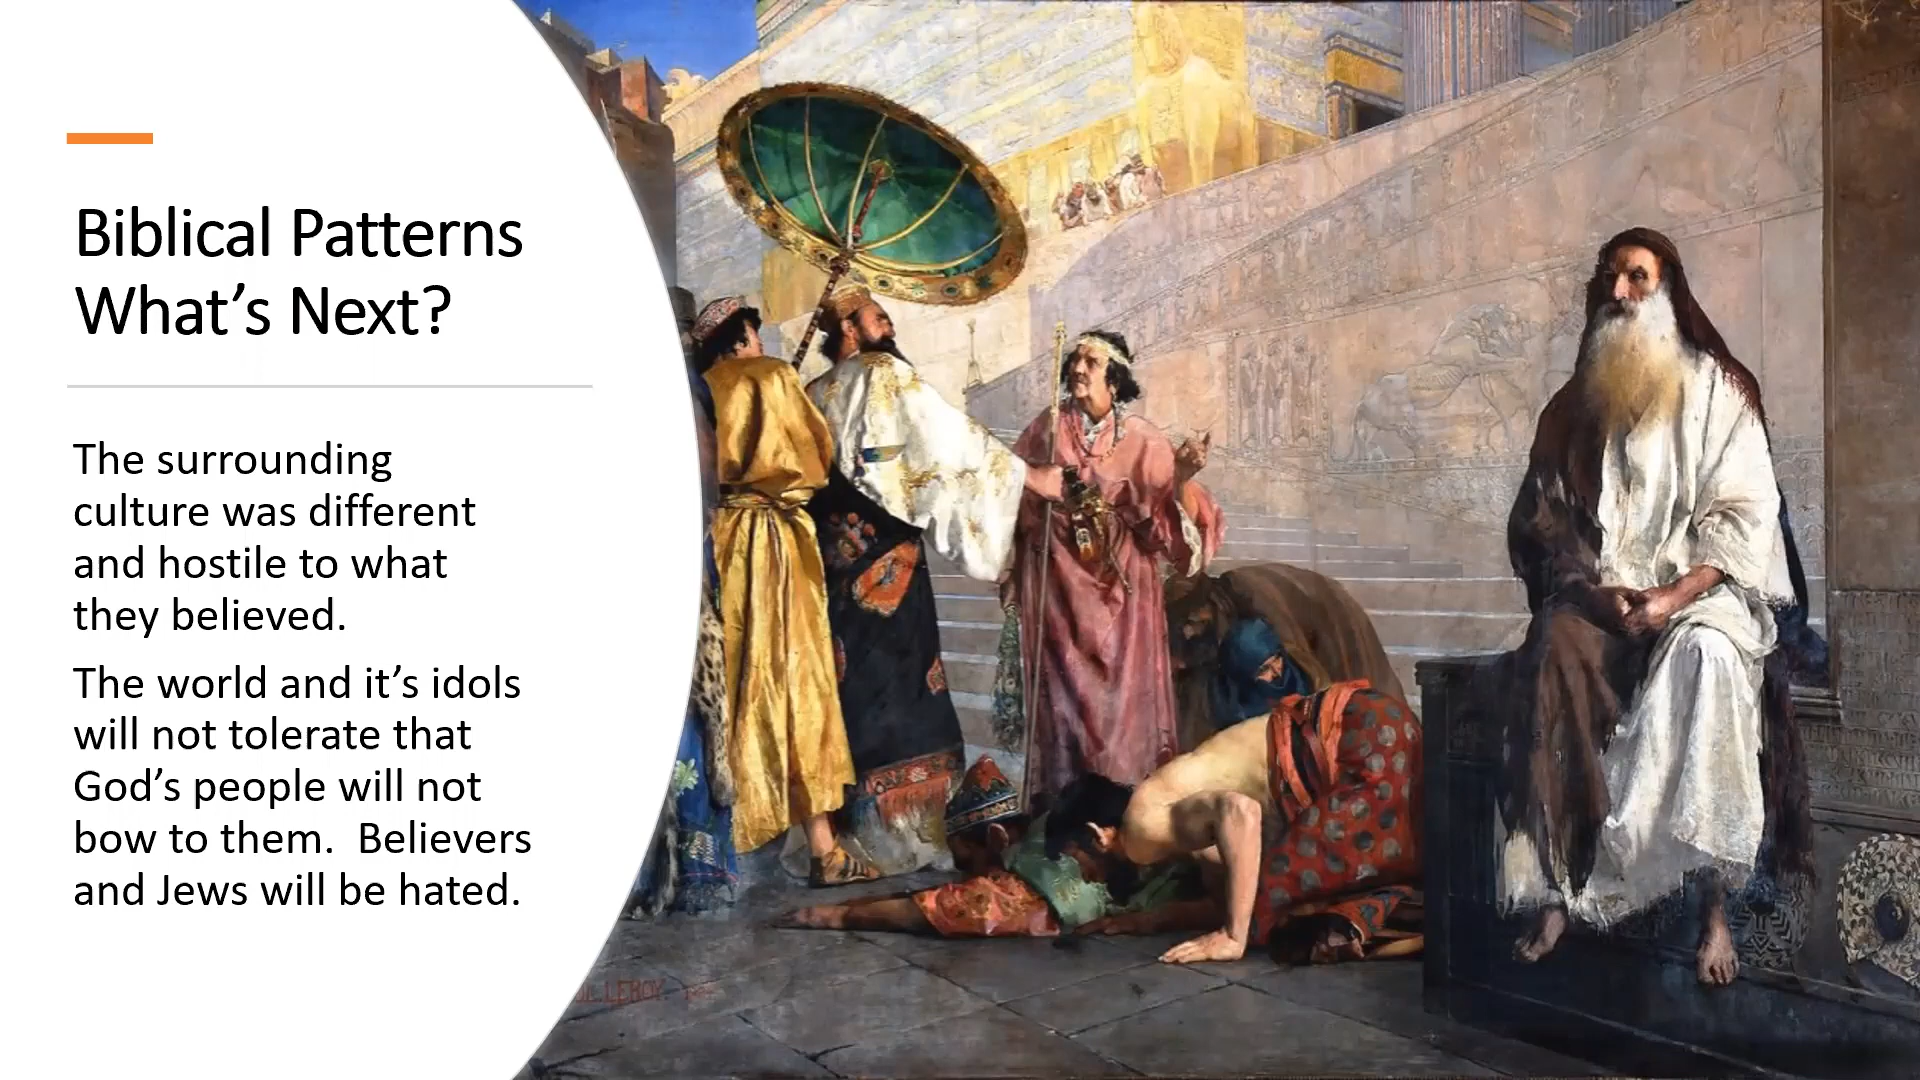 Biblical Patterns
What’s Next?
The surrounding
culture was different
and hostile to what
they believed.
The world and it’s idols
will not tolerate that
God’s people will not
bow to them.  Believers
and Jews will be hated.
LEROY